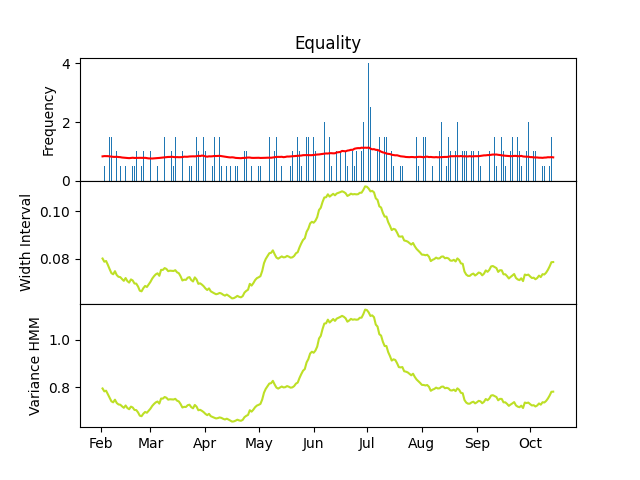 Equality
Frequency
4
2
0
Width Interval
0.10
0.08
Variance HMM
1.0
0.8
Feb Mar Apr May Jun Jul Aug Sep Oct